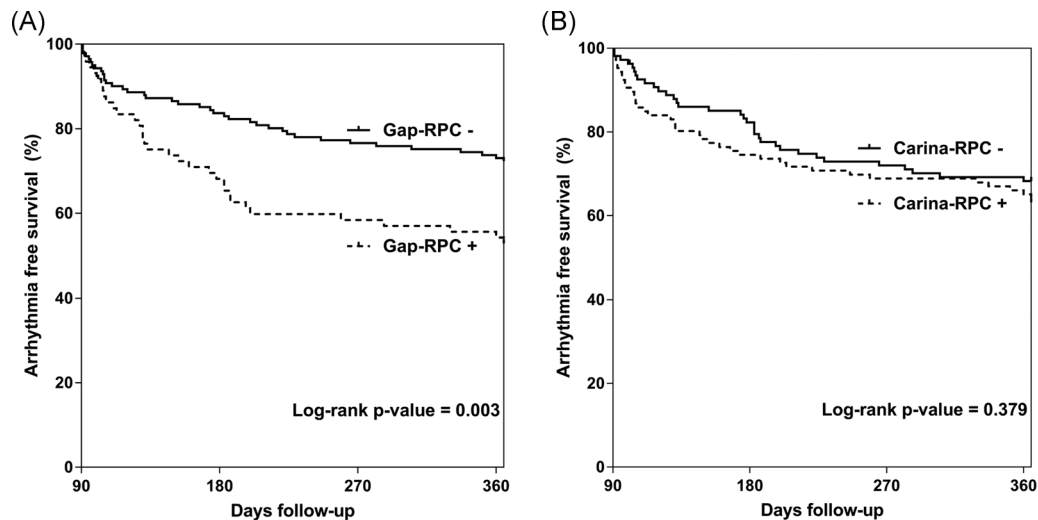 (A)
100
80
60
40
20
0
Arrhythmia free survival (%)
Gap-RPC -
Gap-RPC +
Log-rank p-value = 0.003
90
180
270
360
Days follow-up
(B)
100
80
60
40
20
0
Arrhythmia free survival (%)
Carina-RPC -
Carina-RPC +
Log-rank p-value = 0.379
90
180
270
360
Days follow-up